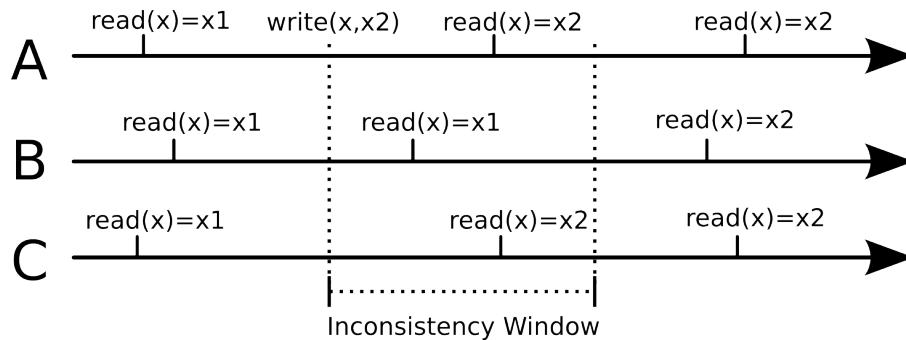 read(x)=x1 write(x,x2) read(x)=x2 read(x)=x2
A
read(x)=x1 read(x)=x1 read(x)=x2
B
read(x)=x1 read(x)=x2 read(x)=x2
C
Inconsistency Window